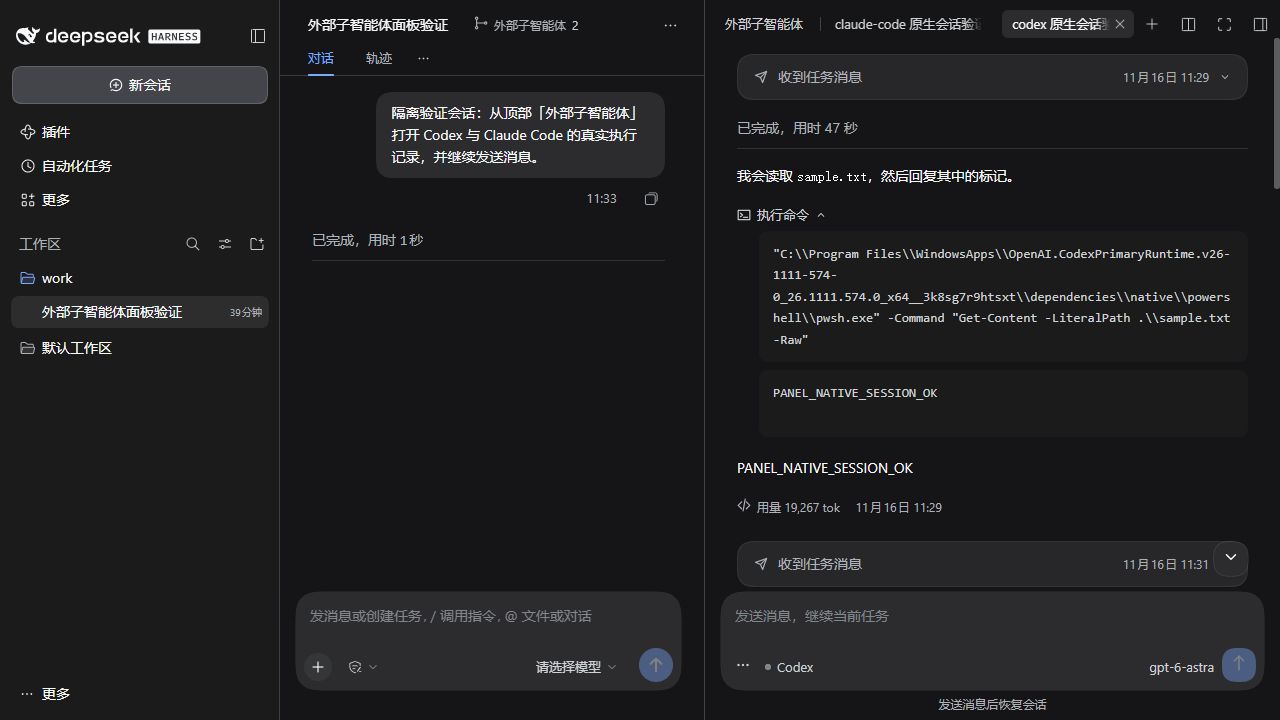 deepseek HARNESS
新会话
插件
自动化任务
更多
工作区
work
外部子智能体面板验证 39分钟
默认工作区
更多
外部子智能体面板验证 外部子智能体 2
对话 轨迹
隔离验证会话：从顶部「外部子智能体」
打开 Codex 与 Claude Code 的真实执行
记录，并继续发送消息。
11:33
已完成，用时 1秒
发消息或创建任务, / 调用指令, @ 文件或对话
请选择模型
外部子智能体 claude-code 原生会话验 codex 原生会话
收到任务消息 11月16日 11:29
已完成，用时 47 秒
我会读取 sample.txt，然后回复其中的标记。
执行命令
"C:\\Program Files\\WindowsApps\\OpenAI.CodexPrimaryRuntime.v26-
1111-574-
0_26.1111.574.0_x64__3k8sg7r9htsxt\\dependencies\\native\\powers
hell\\pwsh.exe" -Command "Get-Content -LiteralPath .\\sample.txt
-Raw"
PANEL_NATIVE_SESSION_OK
PANEL_NATIVE_SESSION_OK
用量 19,267 tok 11月16日 11:29
收到任务消息 11月16日 11:31
发送消息，继续当前任务
Codex gpt-6-astra
发送消息后恢复会话